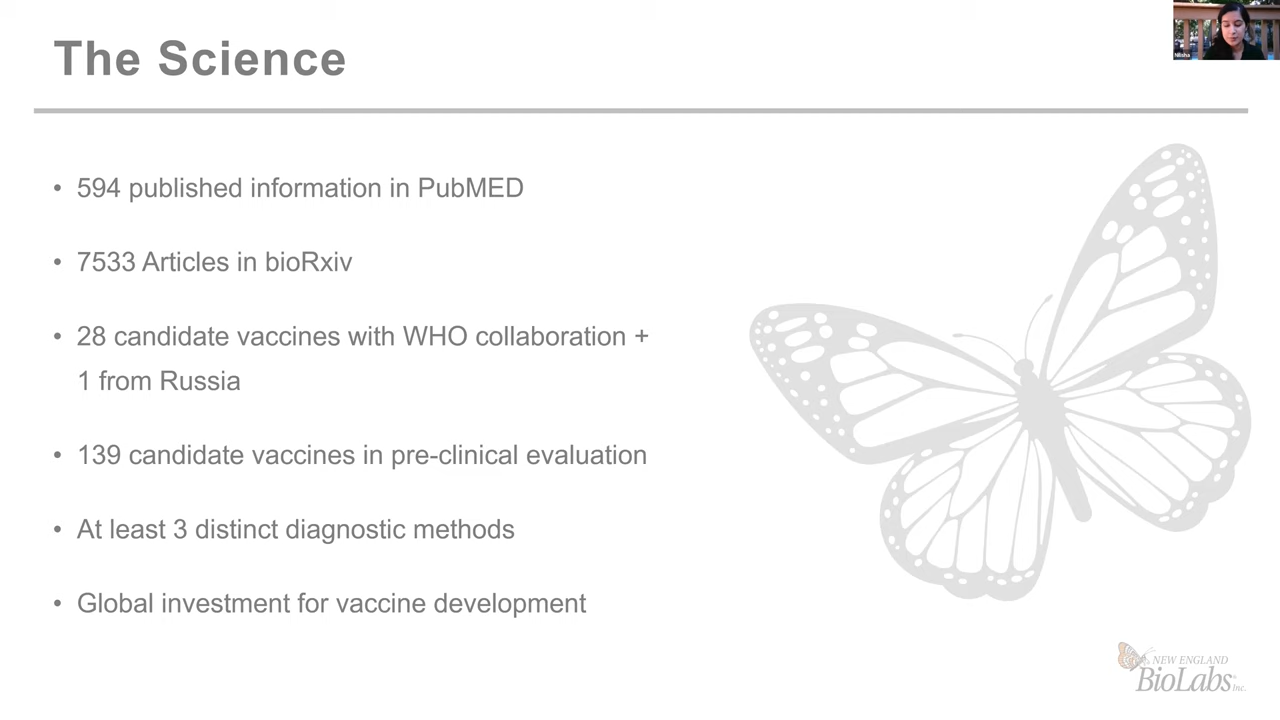 The Science
Nilsha
• 594 published information in PubMED
• 7533 Articles in bioRxiv
• 28 candidate vaccines with WHO collaboration +
1 from Russia
• 139 candidate vaccines in pre-clinical evaluation
• At least 3 distinct diagnostic methods
• Global investment for vaccine development
NEW ENGLAND
BioLabs® Inc.